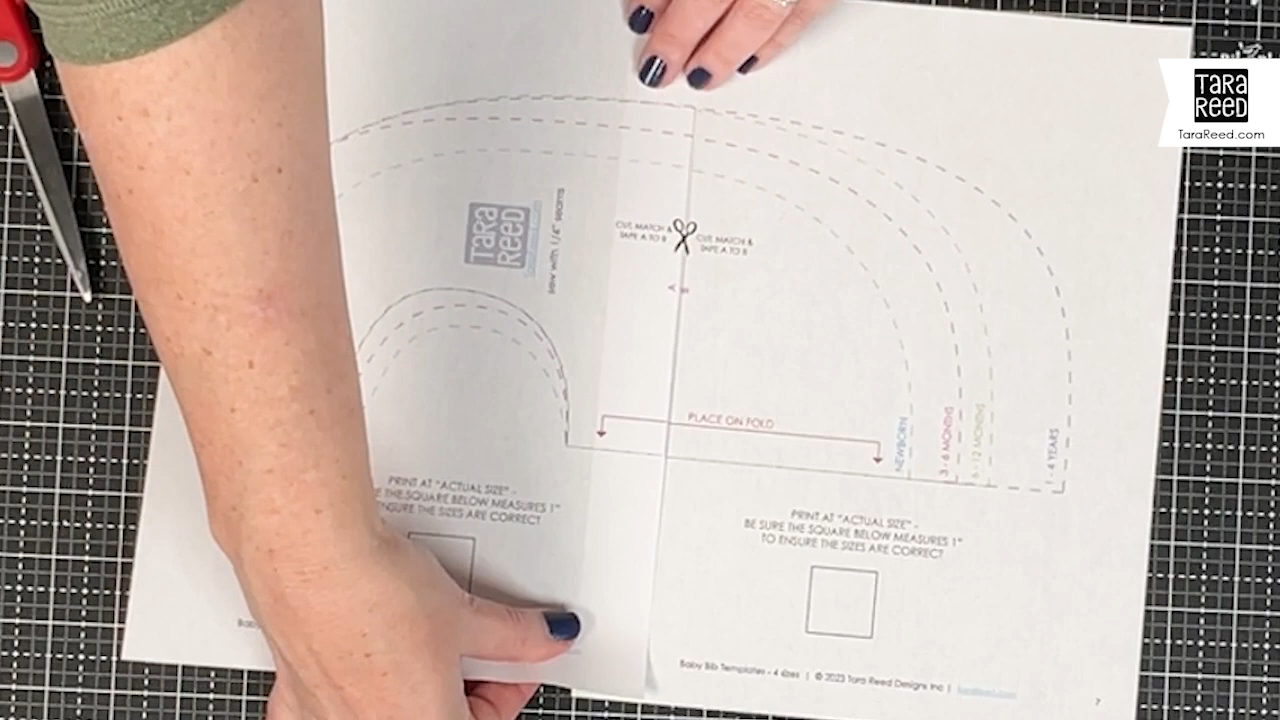 TARA
REED
TaraReed.com
TARA
REED
sew with 1/4" seams
CUT, MATCH &
TAPE A TO B
CUT, MATCH &
TAPE A TO B
A
B
PLACE ON FOLD
NEWBORN
3 - 6 MONTHS
6 - 12 MONTHS
1 - 4 YEARS
PRINT AT "ACTUAL SIZE" -
E THE SQUARE BELOW MEASURES 1"
ENSURE THE SIZES ARE CORRECT
PRINT AT "ACTUAL SIZE" -
BE SURE THE SQUARE BELOW MEASURES 1"
TO ENSURE THE SIZES ARE CORRECT
Baby Bib Templates - 4 sizes | © 2023 Tara Reed Designs Inc |
7